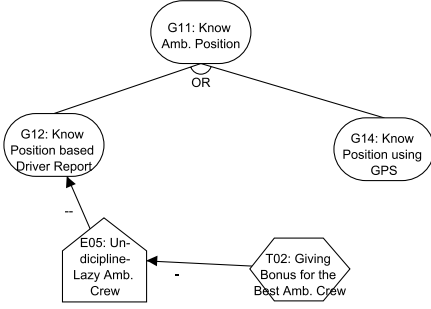 G11: Know
Amb. Position
OR
G12: Know
Position based
Driver Report
G14: Know
Position using
GPS
--
E05: Un-
dicipline-
Lazy Amb.
Crew
-
T02: Giving
Bonus for the
Best Amb. Crew